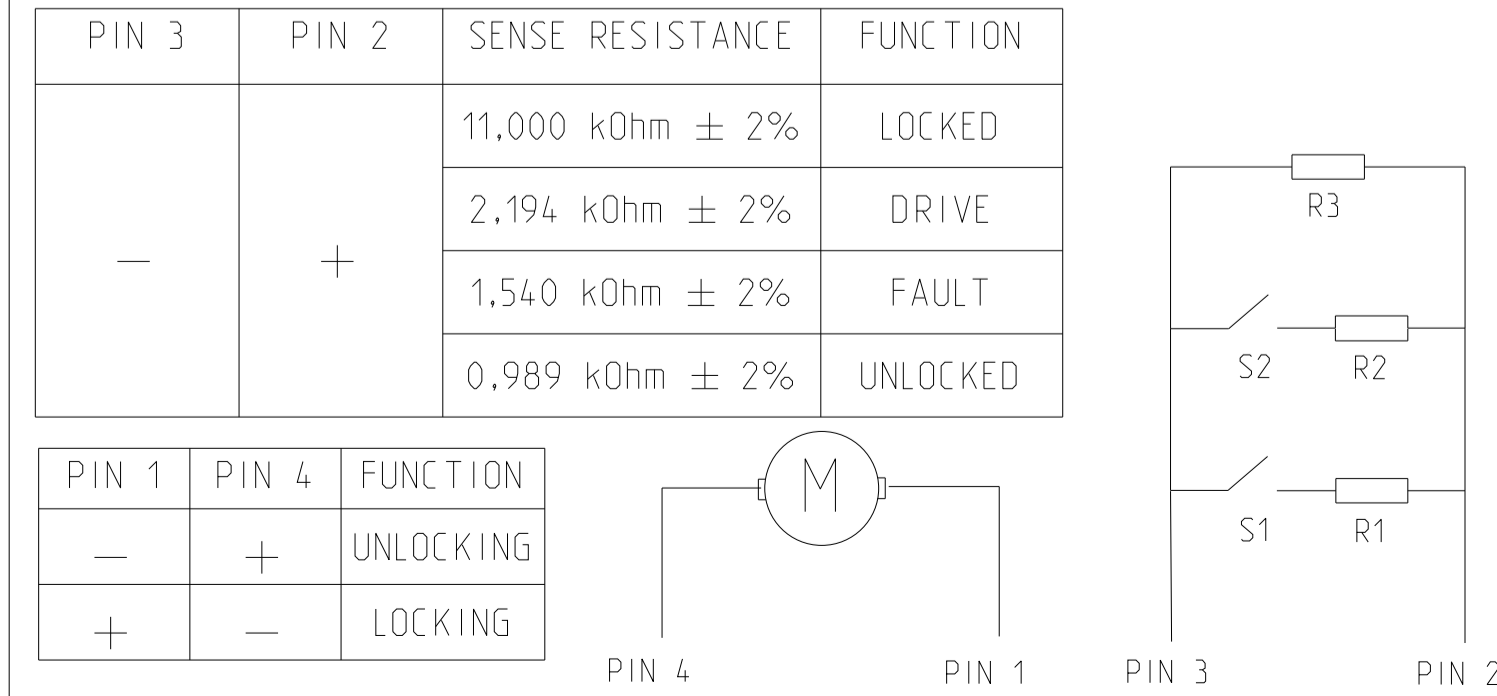 PIN 3 PIN 2 SENSE RESISTANCE FUNCTION
11,000 kOhm ± 2% LOCKED
2,194 kOhm ± 2% DRIVE
− +
1,540 kOhm ± 2% FAULT
0,989 kOhm ± 2% UNLOCKED
PIN 1 PIN 4 FUNCTION
− + UNLOCKING
+ − LOCKING
M
PIN 4 PIN 1
R3
S2 R2
S1 R1
PIN 3 PIN 2